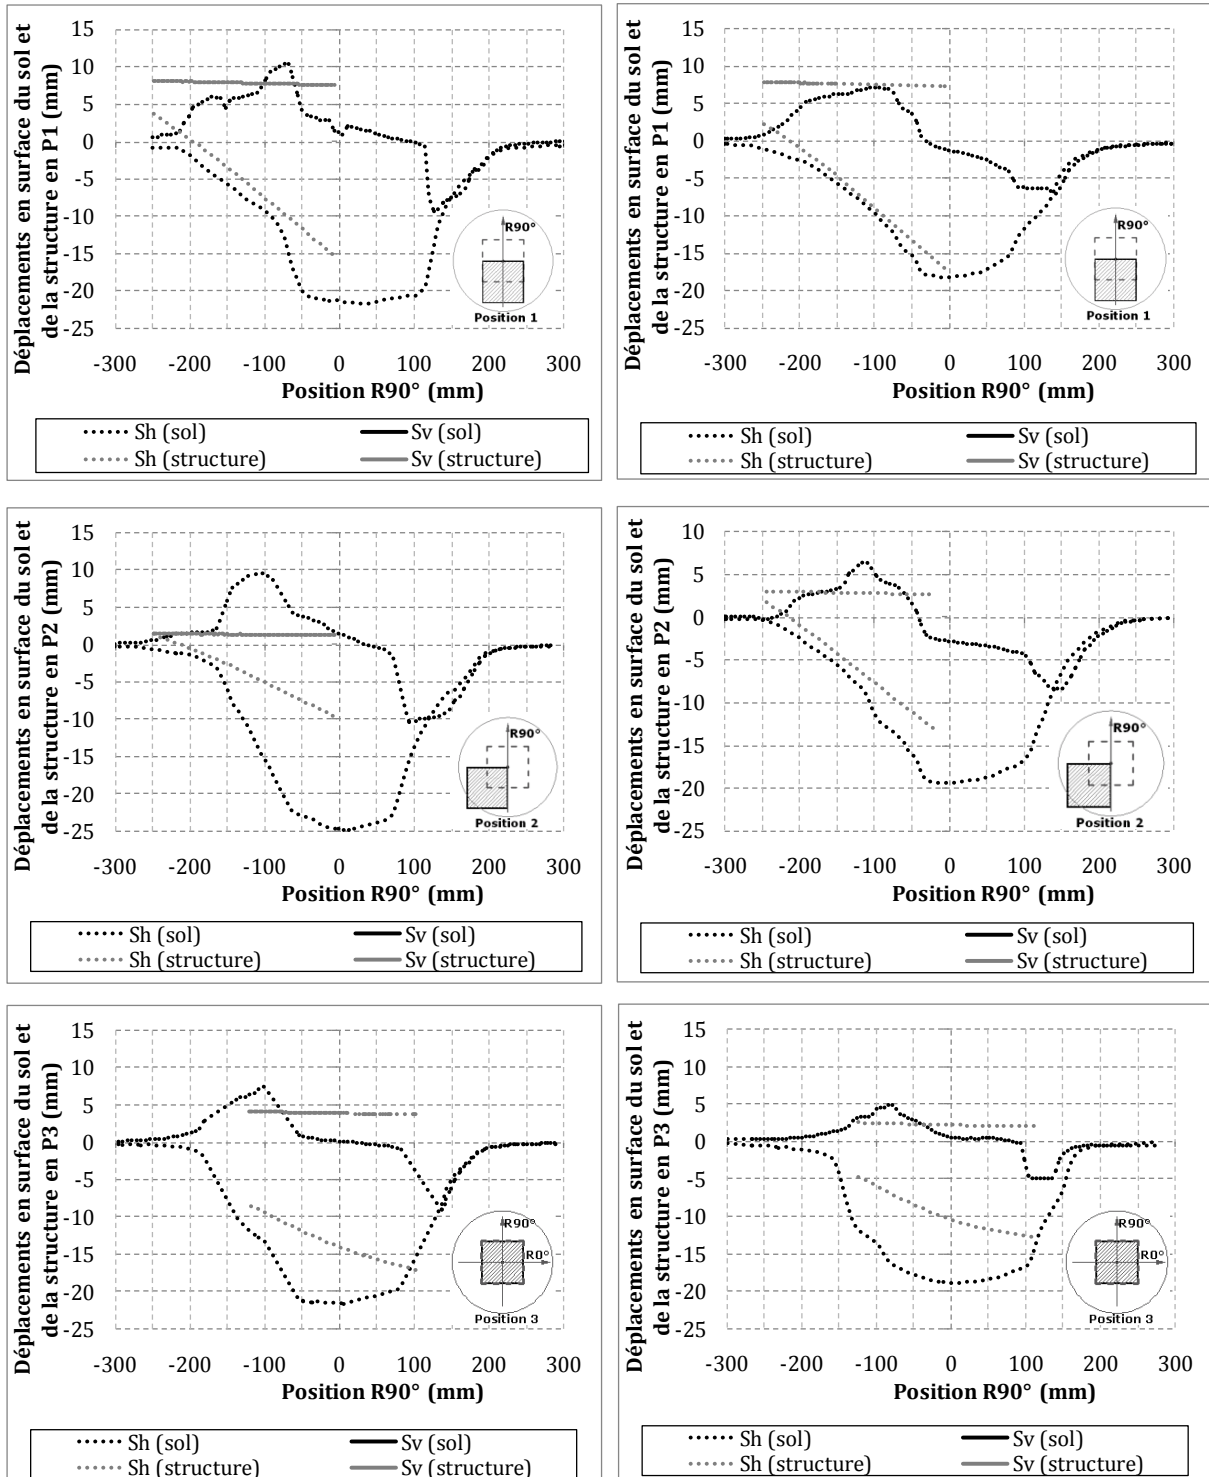 Déplacements en surface du sol et
de la structure en P1 (mm)
15
10
5
0
-5
-10
-15
-20
-25
-300 -200 -100 0 100 200 300
Position R90° (mm)
R90°
Position 1
Sh (sol) Sv (sol)
Sh (structure) Sv (structure)
Déplacements en surface du sol et
de la structure en P1 (mm)
15
10
5
0
-5
-10
-15
-20
-25
-300 -200 -100 0 100 200 300
Position R90° (mm)
R90°
Position 1
Sh (sol) Sv (sol)
Sh (structure) Sv (structure)
Déplacements en surface du sol et
de la structure en P2 (mm)
15
10
5
0
-5
-10
-15
-20
-25
-300 -200 -100 0 100 200 300
Position R90° (mm)
R90°
Position 2
Sh (sol) Sv (sol)
Sh (structure) Sv (structure)
Déplacements en surface du sol et
de la structure en P2 (mm)
10
5
0
-5
-10
-15
-20
-25
-300 -200 -100 0 100 200 300
Position R90° (mm)
R90°
Position 2
Sh (sol) Sv (sol)
Sh (structure) Sv (structure)
Déplacements en surface du sol et
de la structure en P3 (mm)
15
10
5
0
-5
-10
-15
-20
-25
-300 -200 -100 0 100 200 300
Position R90° (mm)
R90°
R0°
Position 3
Sh (sol) Sv (sol)
Sh (structure) Sv (structure)
Déplacements en surface du sol et
de la structure en P3 (mm)
15
10
5
0
-5
-10
-15
-20
-25
-300 -200 -100 0 100 200 300
Position R90° (mm)
R90°
R0°
Position 3
Sh (sol) Sv (sol)
Sh (structure) Sv (structure)